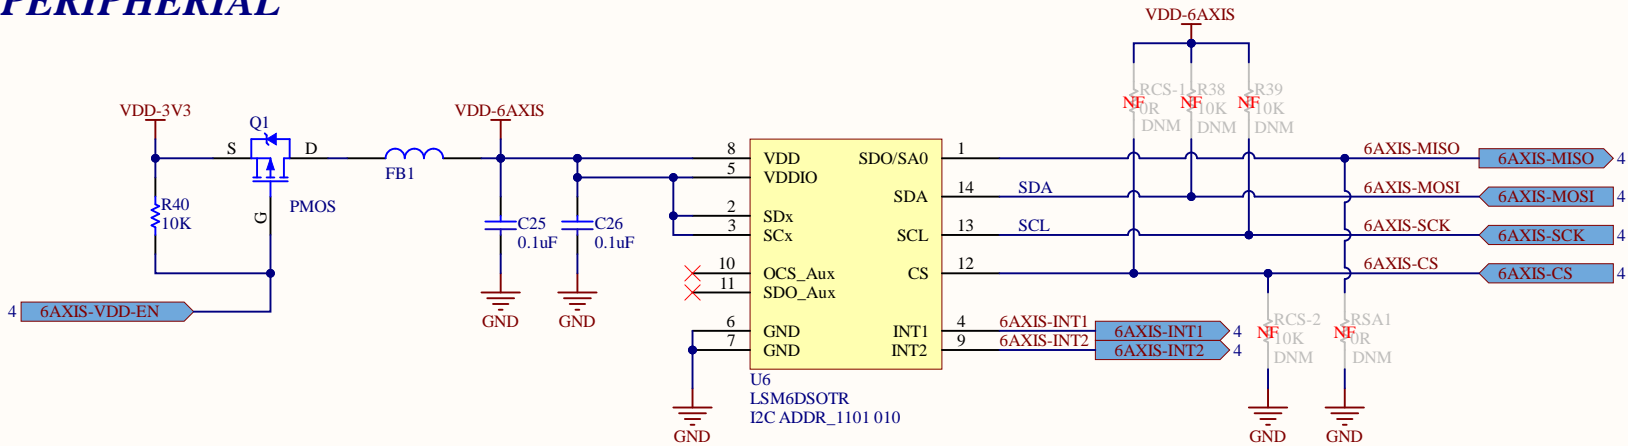 PERIPHERIAL
VDD-6AXIS
RCS-1
NF
0R
DNM
R38
NF
10K
DNM
R39
NF
10K
DNM
VDD-3V3
Q1
S
D
G
PMOS
R40
10K
FB1
VDD-6AXIS
C25
0.1uF
C26
0.1uF
GND
GND
4
6AXIS-VDD-EN
8
VDD
5
VDDIO
2
SDx
3
SCx
10
OCS_Aux
11
SDO_Aux
6
GND
7
GND
SDO/SA0
1
SDA
14
SCL
13
CS
12
INT1
4
INT2
9
SDA
SCL
6AXIS-MISO
6AXIS-MISO
4
6AXIS-MOSI
6AXIS-MOSI
4
6AXIS-SCK
6AXIS-SCK
4
6AXIS-CS
6AXIS-CS
4
6AXIS-INT1
6AXIS-INT1
4
6AXIS-INT2
6AXIS-INT2
4
RCS-2
NF
10K
DNM
RSA1
NF
0R
DNM
U6
LSM6DSOTR
I2C ADDR_1101 010
GND
GND
GND